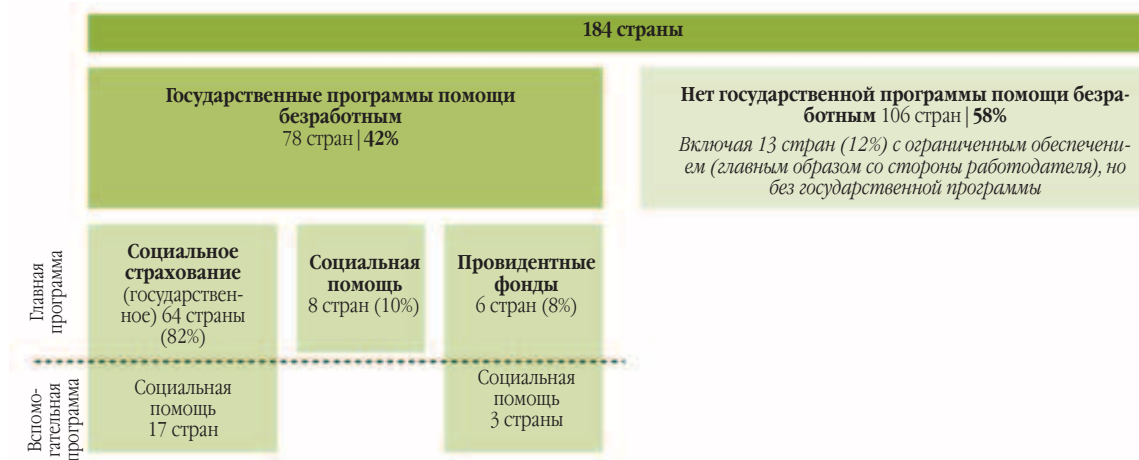 184 страны
Государственные программы помощи
безработным
78 стран | 42%
Нет государственной программы помощи безра-
ботным 106 стран | 58%
Включая 13 стран (12%) с ограниченным обеспечени-
ем (главным образом со стороны работодателя), но
без государственной программы
Главная
программа
Социальное
страхование
(государствен-
ное) 64 страны
(82%)
Социальная
помощь
8 стран (10%)
Провидентные
фонды
6 стран (8%)
Вспомо-
гательная
программа
Социальная
помощь
17 стран
Социальная
помощь
3 страны